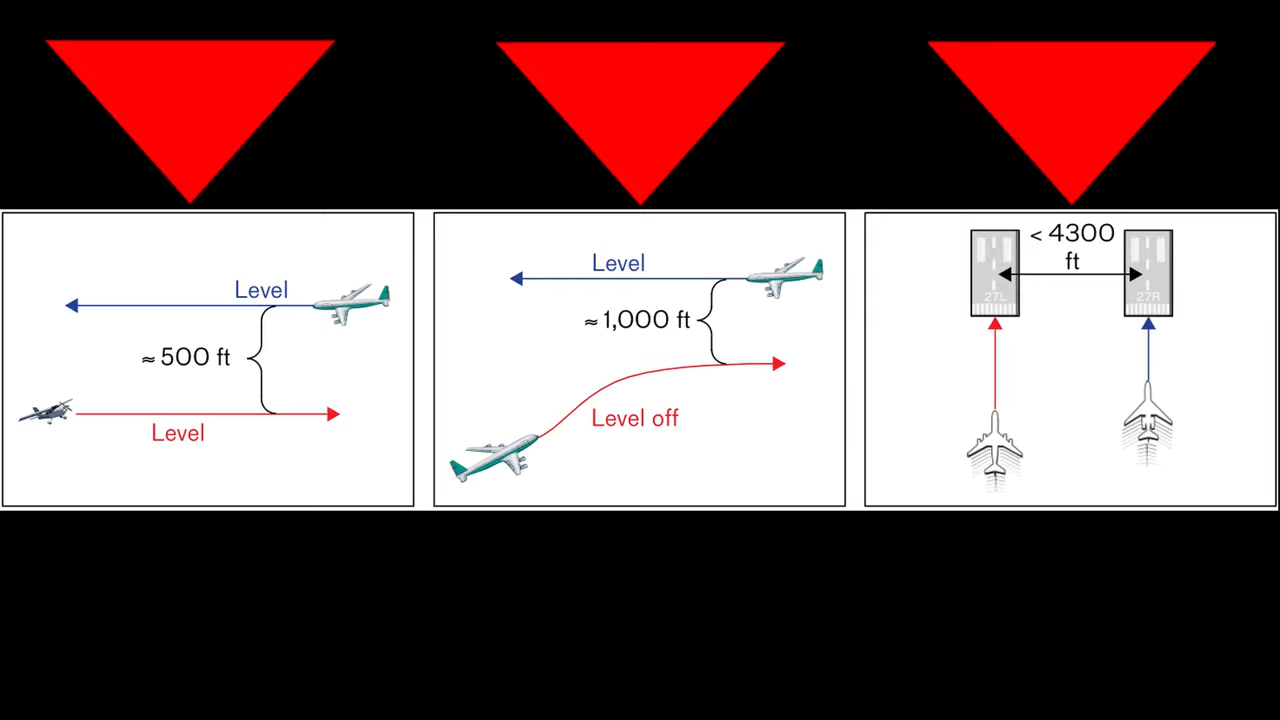 Level
≈ 500 ft
Level
Level
≈ 1,000 ft
Level off
< 4300
ft
27L
27R